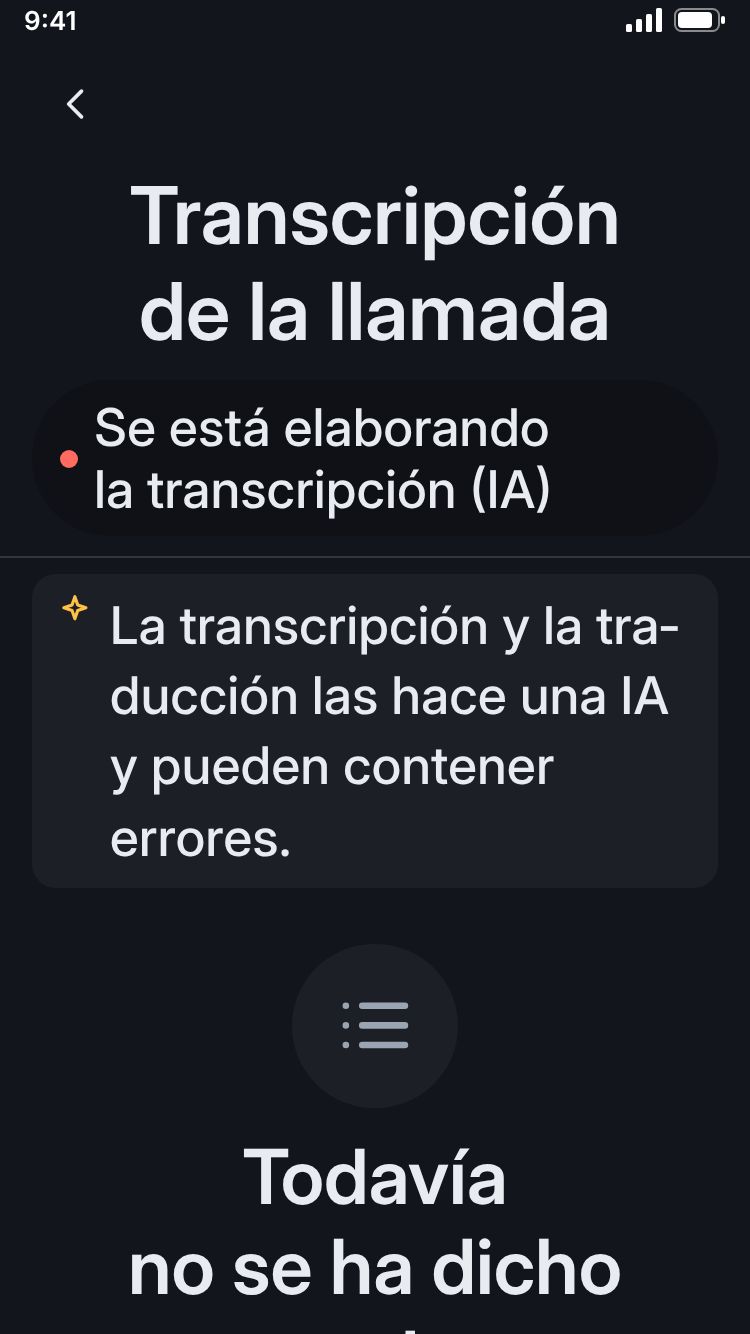 9:41
Transcripción
de la llamada
Se está elaborando
la transcripción (IA)
La transcripción y la tra-
ducción las hace una IA
y pueden contener
errores.
Todavía
no se ha dicho